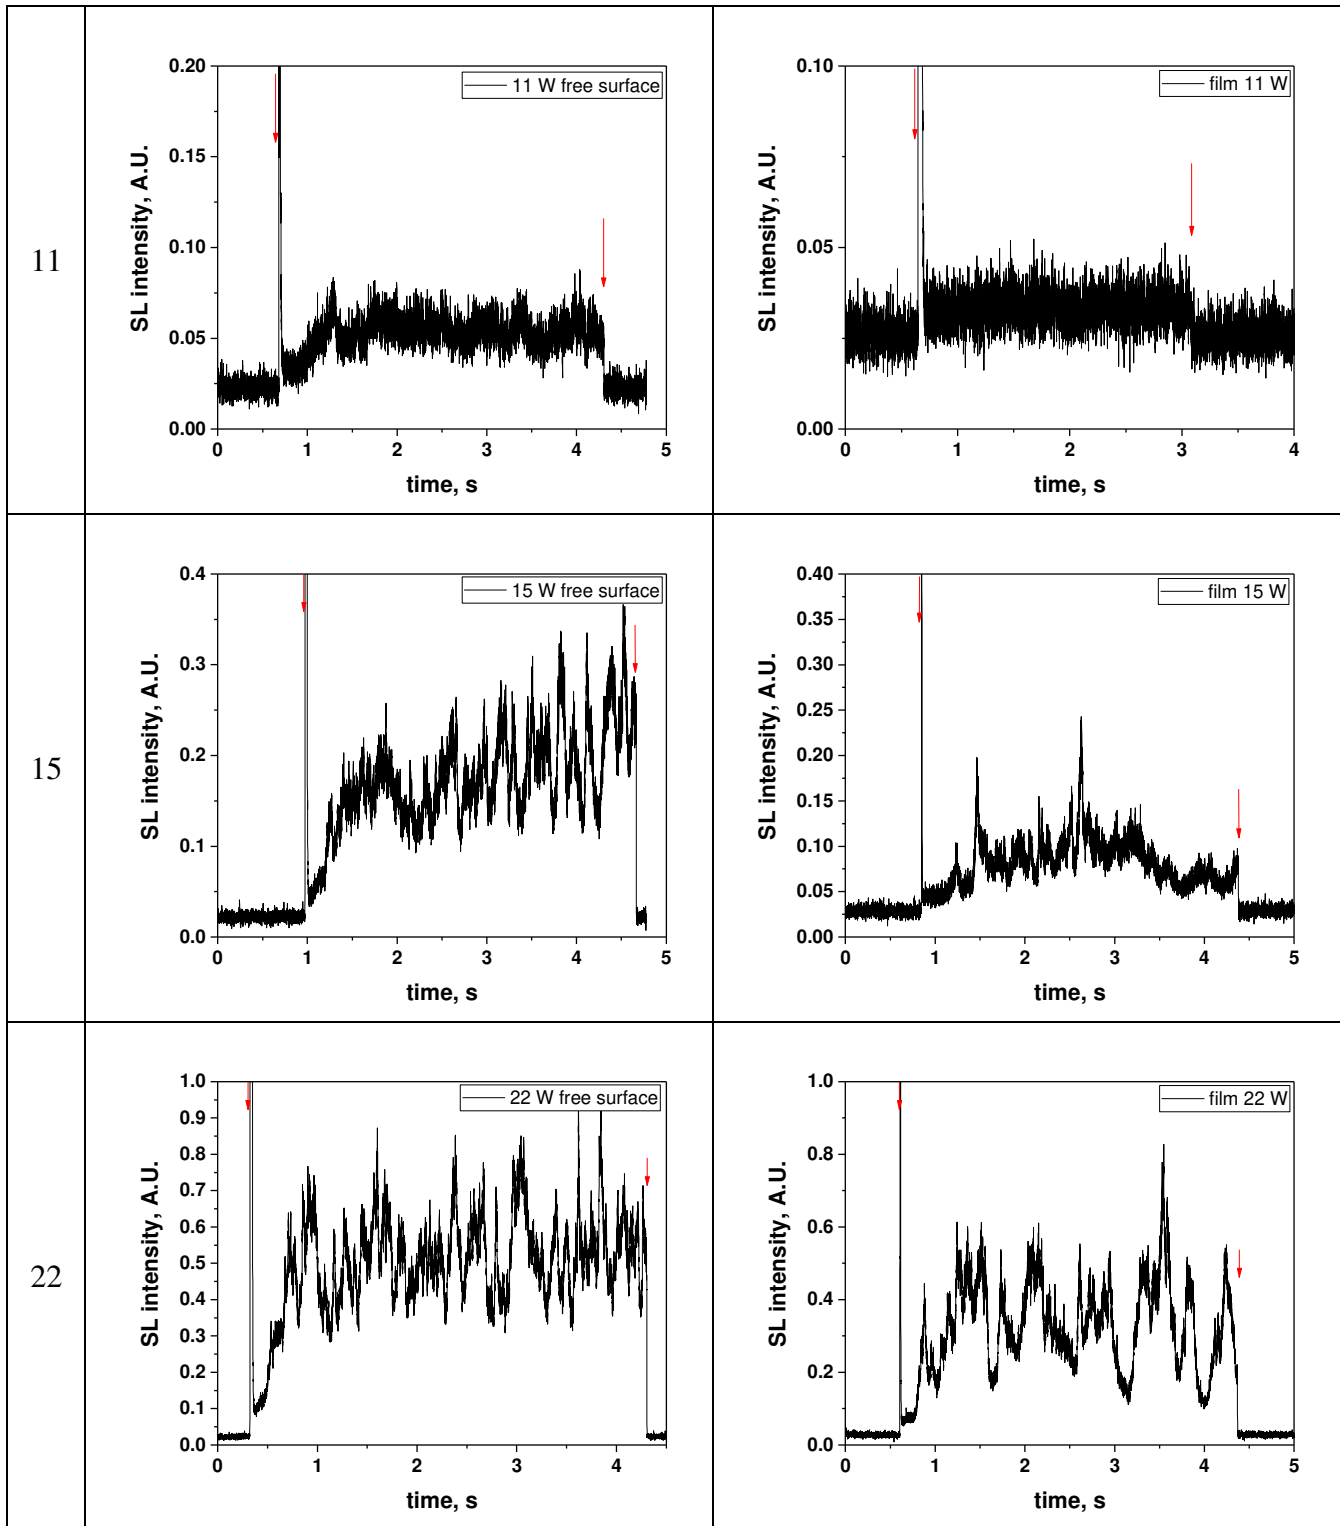 11
0.20
0.15
0.10
0.05
0.00
SL intensity, A.U.
11 W free surface
0 1 2 3 4 5
time, s
0.10
0.05
0.00
SL intensity, A.U.
film 11 W
0 1 2 3 4
time, s
15
0.4
0.3
0.2
0.1
0.0
SL intensity, A.U.
15 W free surface
0 1 2 3 4 5
time, s
0.40
0.35
0.30
0.25
0.20
0.15
0.10
0.05
0.00
SL intensity, A.U.
film 15 W
0 1 2 3 4 5
time, s
22
1.0
0.9
0.8
0.7
0.6
0.5
0.4
0.3
0.2
0.1
0.0
SL intensity, A.U.
22 W free surface
0 1 2 3 4
time, s
1.0
0.8
0.6
0.4
0.2
0.0
SL intensity, A.U.
film 22 W
0 1 2 3 4 5
time, s